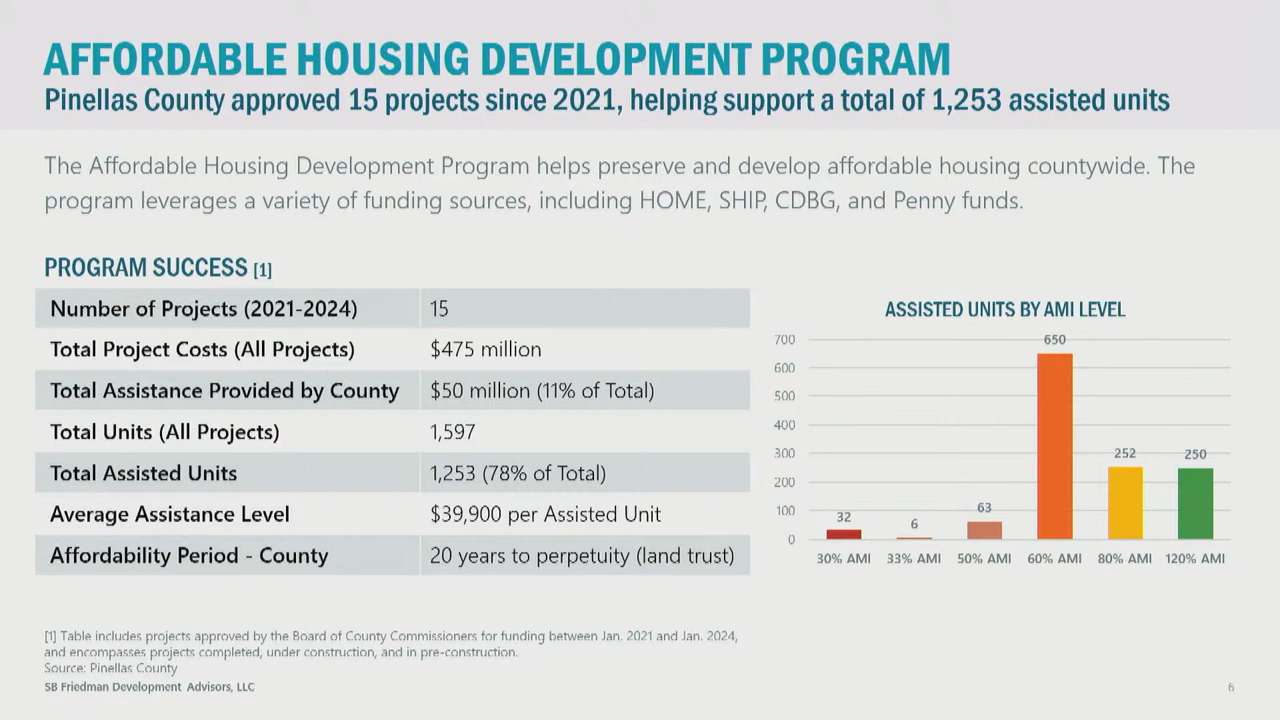 AFFORDABLE HOUSING DEVELOPMENT PROGRAM
Pinellas County approved 15 projects since 2021, helping support a total of 1,253 assisted units
The Affordable Housing Development Program helps preserve and develop affordable housing countywide. The
program leverages a variety of funding sources, including HOME, SHIP, CDBG, and Penny funds.
PROGRAM SUCCESS [1]
Number of Projects (2021-2024) 15
Total Project Costs (All Projects) $475 million
Total Assistance Provided by County $50 million (11% of Total)
Total Units (All Projects) 1,597
Total Assisted Units 1,253 (78% of Total)
Average Assistance Level $39,900 per Assisted Unit
Affordability Period - County 20 years to perpetuity (land trust)
ASSISTED UNITS BY AMI LEVEL
700
600
500
400
300
200
100
0
32
6
63
650
252
250
30% AMI 33% AMI 50% AMI 60% AMI 80% AMI 120% AMI
[1] Table includes projects approved by the Board of County Commissioners for funding between Jan. 2021 and Jan. 2024,
and encompasses projects completed, under construction, and in pre-construction.
Source: Pinellas County
SB Friedman Development Advisors, LLC
6